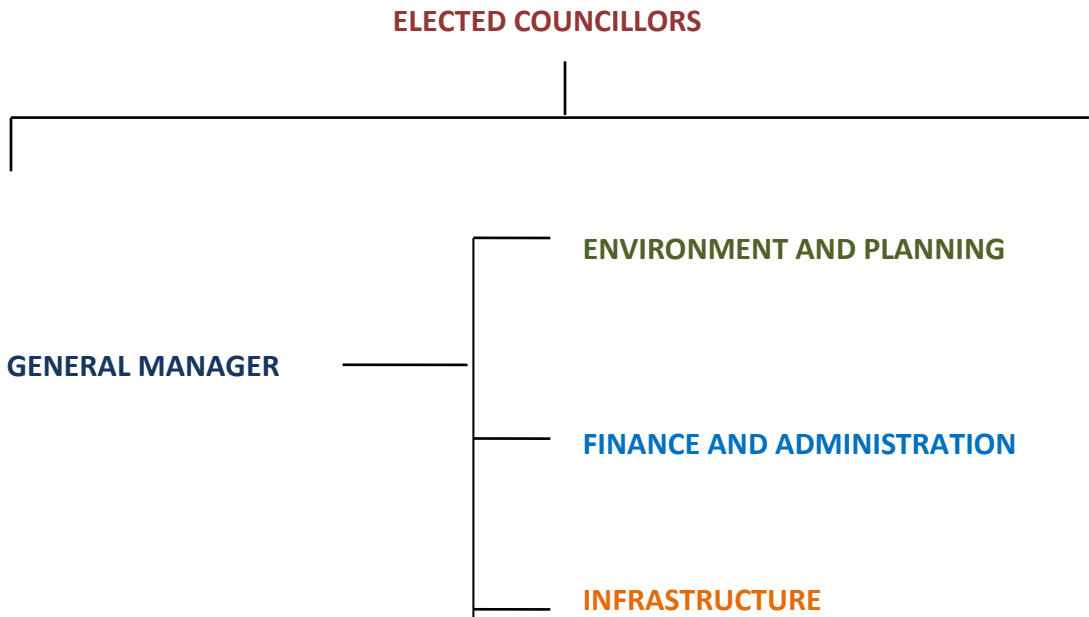 ELECTED COUNCILLORS
ENVIRONMENT AND PLANNING
GENERAL MANAGER
FINANCE AND ADMINISTRATION
INFRASTRUCTURE